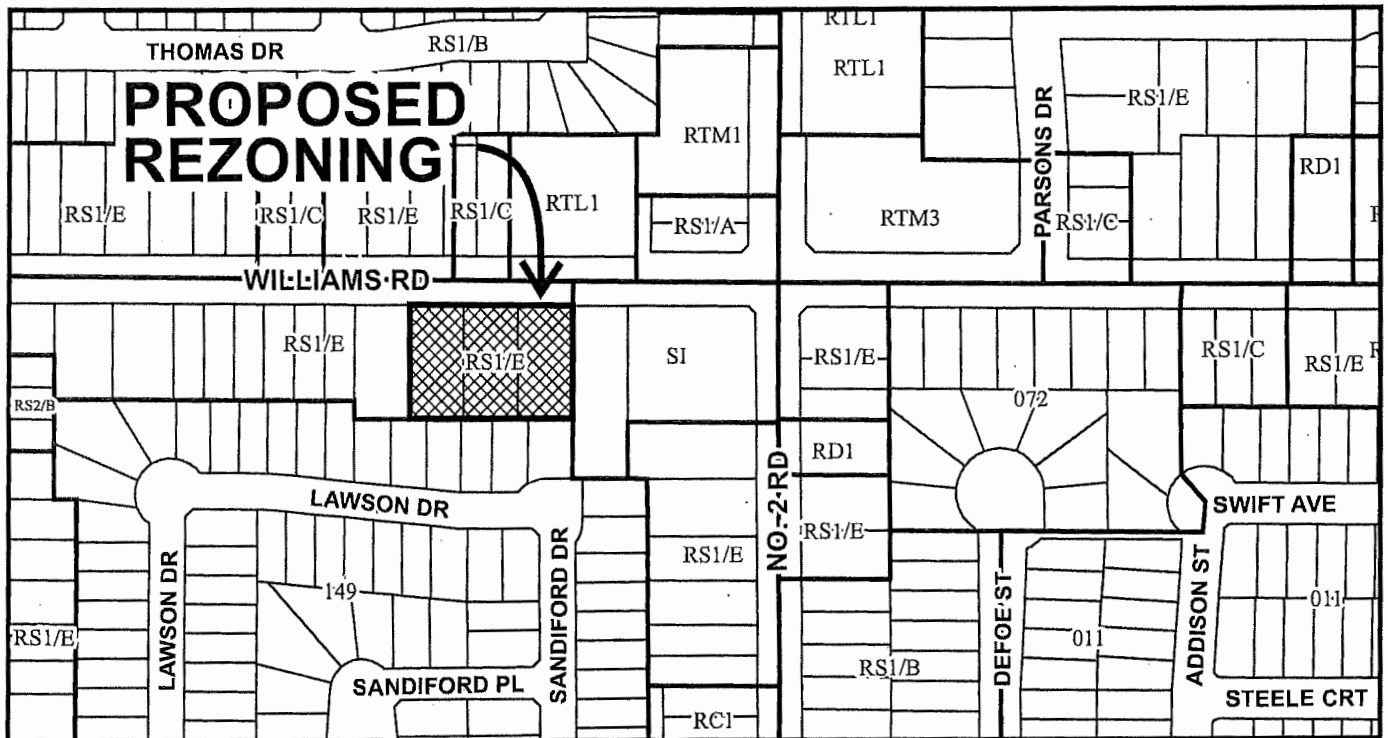 RTL1
THOMAS DR
RS1/B
RTL1
PROPOSED
REZONING
RS1/E
RTM1
RD1
PARSONS DR
RS1/E
RS1/C
RS1/E
RS1/C
RTL1
RS1/A
RTM3
RS1/C
WILLIAMS RD
RS1/E
RS1/E
SI
RS1/E
RS1/C
RS1/E
RS2/B
072
RD1
NO. 2 RD
LAWSON DR
SWIFT AVE
RS1/E
RS1/E
SANDIFORD DR
LAWSON DR
149
DEFOE ST
ADDISON ST
011
RS1/E
011
RS1/B
SANDIFORD PL
STEELE CRT
RC1